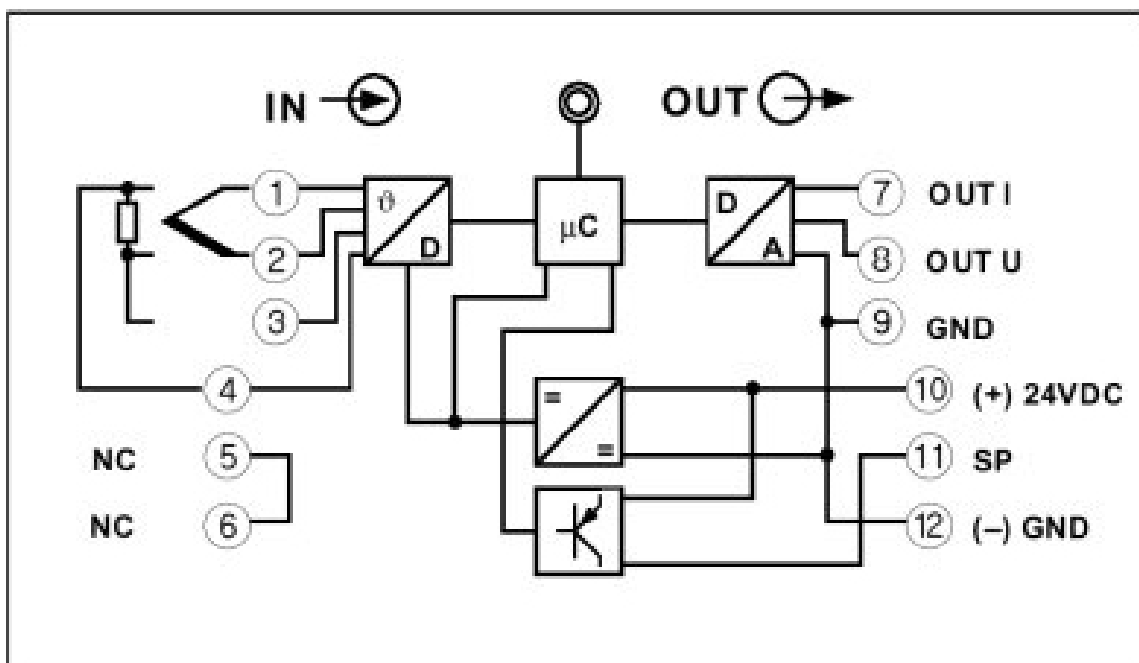 IN
OUT
1
ϑ
D
μC
D
A
7 OUT I
2
8 OUT U
3
9 GND
4
=
=
10 (+) 24VDC
NC 5
11 SP
NC 6
12 (–) GND